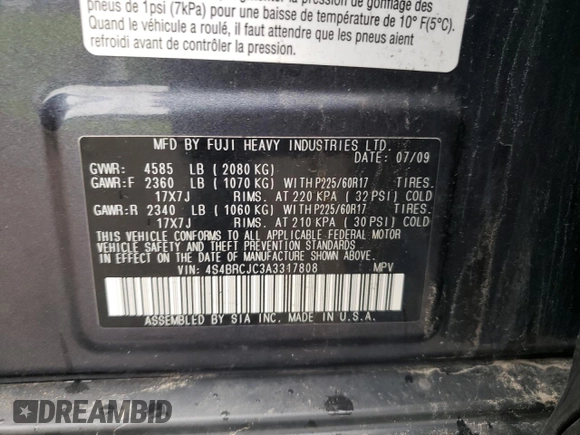 pneus de 1psi (7kPa) pour une baisse de température de 10° F(5°C).
Quand le véhicule a roulé, il faut attendre que les pneus aient
refroidi avant de contrôler la pression.
MFD BY FUJI HEAVY INDUSTRIES LTD.
DATE: 07/09
GVWR: 4585 LB ( 2080 KG)
GAWR:F 2360 LB ( 1070 KG) WITH P225/60R17 TIRES.
17X7J RIMS. AT 220 KPA ( 32 PSI) COLD
GAWR:R 2340 LB ( 1060 KG) WITH P225/60R17 TIRES.
17X7J RIMS. AT 210 KPA ( 30 PSI) COLD
THIS VEHICLE CONFORMS TO ALL APPLICABLE FEDERAL MOTOR
VEHICLE SAFETY AND THEFT PREVENTION STANDARDS
IN EFFECT ON THE DATE OF MANUFACTURE SHOWN ABOVE.
VIN: 4S4BRCJC3A3317808 MPV
ASSEMBLED BY SIA INC. MADE IN U.S.A.
DREAMBID